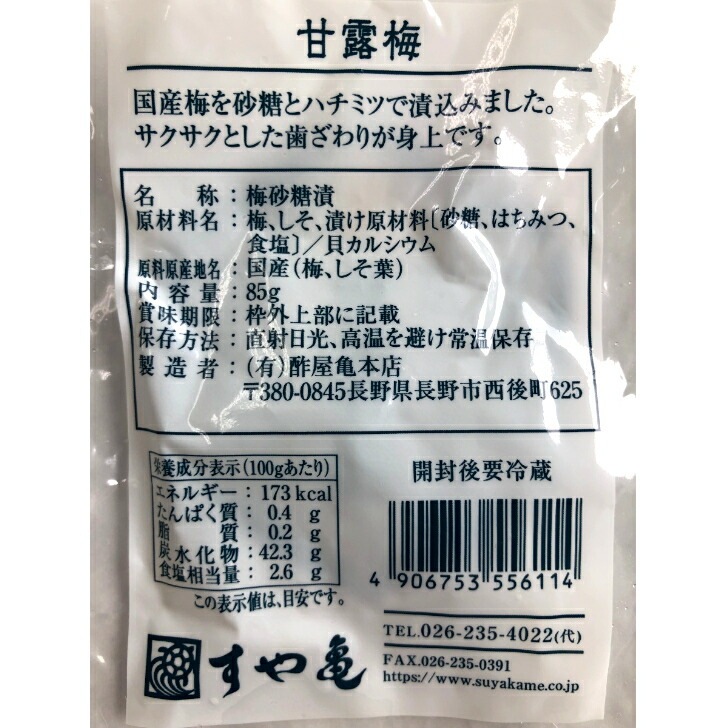 甘露梅
国産梅を砂糖とハチミツで漬込みました。
サクサクとした歯ざわりが身上です。
名称：梅砂糖漬
原材料名：梅、しそ、漬け原材料〔砂糖、はちみつ、
食塩〕／貝カルシウム
原料原産地名：国産（梅、しそ葉）
内容量：85g
賞味期限：枠外上部に記載
保存方法：直射日光、高温を避け常温保存
製造者：（有）酢屋亀本店
〒380-0845長野県長野市西後町625
栄養成分表示（100gあたり）
エネルギー：173 kcal
たんぱく質：0.4 g
脂質：0.2 g
炭水化物：42.3 g
食塩相当量：2.6 g
この表示値は、目安です。
開封後要冷蔵
4 906753 556114
TEL.026-235-4022(代)
FAX.026-235-0391
https://www.suyakame.co.jp
すや亀